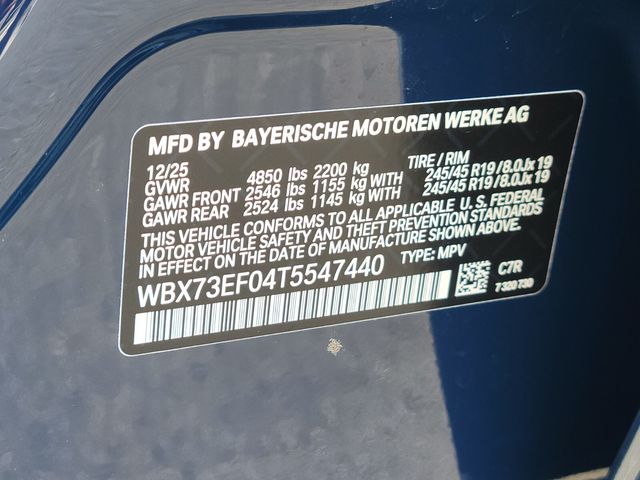 MFD BY BAYERISCHE MOTOREN WERKE AG
12/25 TIRE / RIM
GVWR 4850 lbs 2200 kg
GAWR FRONT 2546 lbs 1155 kg WITH 245/45 R19 / 8.0Jx19
GAWR REAR 2524 lbs 1145 kg WITH 245/45 R19 / 8.0Jx19
THIS VEHICLE CONFORMS TO ALL APPLICABLE U.S. FEDERAL
MOTOR VEHICLE SAFETY AND THEFT PREVENTION STANDARDS
IN EFFECT ON THE DATE OF MANUFACTURE SHOWN ABOVE.
WBX73EF04T5547440 TYPE: MPV
C7R
7 320 730